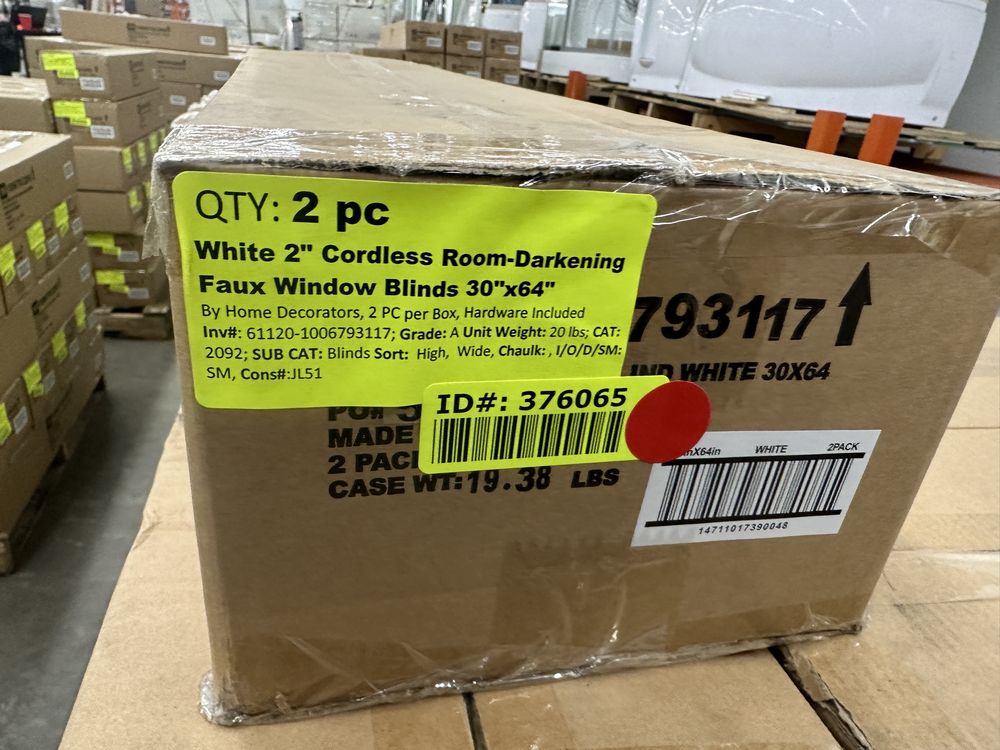 QTY: 2 pc
White 2" Cordless Room-Darkening
Faux Window Blinds 30"x64"
By Home Decorators, 2 PC per Box, Hardware Included
Inv#: 61120-1006793117; Grade: A Unit Weight: 20 lbs; CAT:
2092; SUB CAT: Blinds Sort: High, Wide, Chaulk: , I/O/D/SM:
SM, Cons#:JL51
793117
WHITE 30X64
ID#: 376065
PO# 5
MADE
2 PACK
CASE WT: 19.38 LBS
inX64in WHITE 2PACK
14711017390048